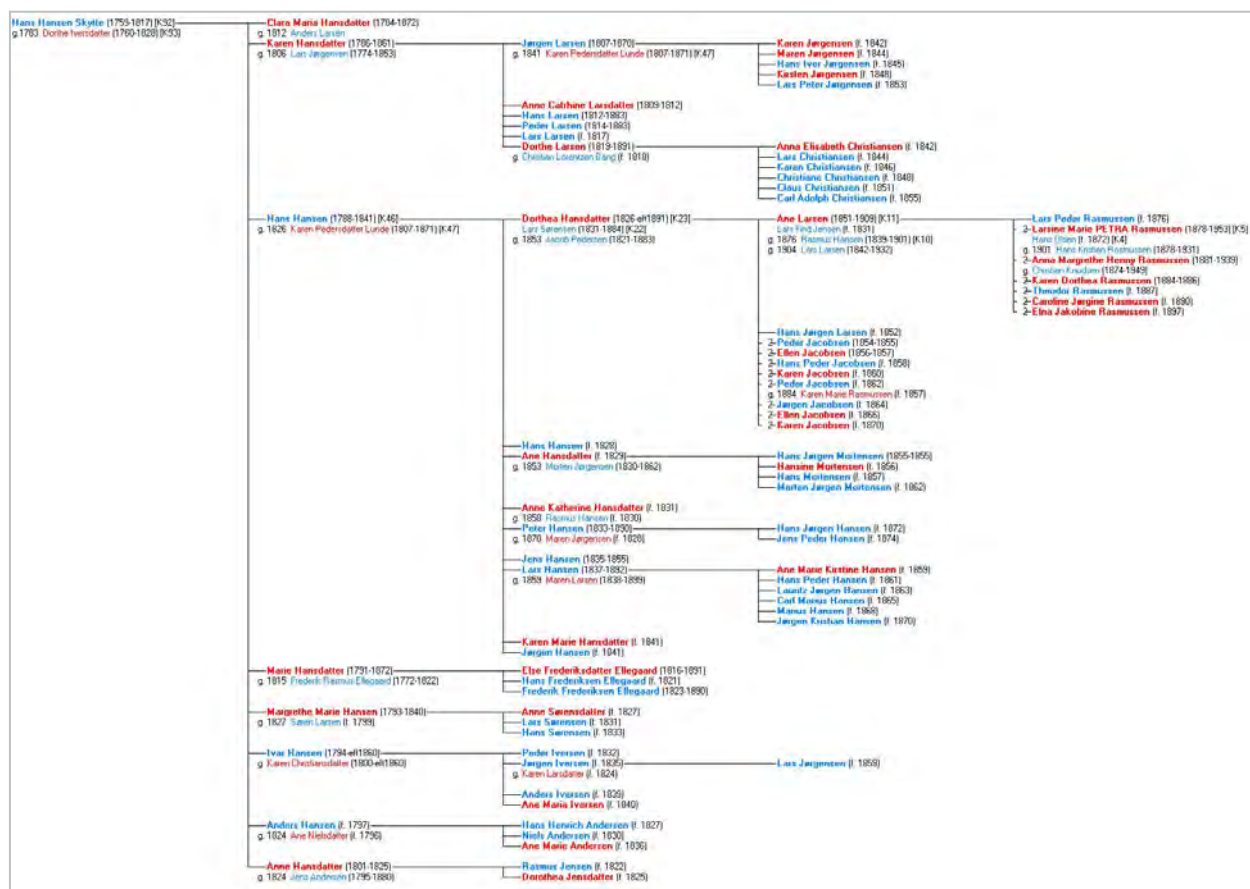 Hans Hansen Skytte (1759-1817) [K92]
g.1783 Dorthe Iversdatter (1760-1828) [K93]
Clara Maria Hansdatter (1784-1872)
g. 1812 Anders Larsen
Karen Hansdatter (1786-1861)
g. 1806 Lars Jørgensen (1774-1853)
Jørgen Larsen (1807-1870)
g. 1841 Karen Pedersdatter Lunde (1807-1871) [K47]
Karen Jørgensen (f. 1842)
Maren Jørgensen (f. 1844)
Hans Iver Jørgensen (f. 1845)
Kirsten Jørgensen (f. 1848)
Lars Peter Jørgensen (f. 1853)
Anne Cathrine Larsdatter (1809-1812)
Hans Larsen (1812-1883)
Peder Larsen (1814-1883)
Lars Larsen (f. 1817)
Dorthe Larsen (1819-1891)
g. Christian Lorentzen Bang (f. 1818)
Anna Elisabeth Christiansen (f. 1842)
Lars Christiansen (f. 1844)
Karen Christiansen (f. 1846)
Christiane Christiansen (f. 1848)
Claus Christiansen (f. 1851)
Carl Adolph Christiansen (f. 1855)
Hans Hansen (1788-1841) [K46]
g. 1826 Karen Pedersdatter Lunde (1807-1871) [K47]
Dorthea Hansdatter (1826-eft1891) [K23]
Lars Sørensen (1831-1884) [K22]
g. 1853 Jacob Pedersen (1821-1883)
Ane Larsen (1851-1909) [K11]
Lars Find Jensen (f. 1831)
g. 1876 Rasmus Hansen (1839-1901) [K10]
g. 1904 Lars Larsen (1842-1932)
Lars Peder Rasmussen (f. 1876)
2- Larsine Marie PETRA Rasmussen (1878-1953) [K5]
Hans Olsen (f. 1872) [K4]
g. 1901 Hans Kristian Rasmussen (1878-1931)
2- Anna Margrethe Henny Rasmussen (1881-1939)
g. Christian Knudsen (1874-1949)
2- Karen Dorthea Rasmussen (1884-1886)
2- Theodor Rasmussen (f. 1887)
2- Caroline Jørgine Rasmussen (f. 1890)
2- Elna Jakobine Rasmussen (f. 1897)
Hans Jørgen Larsen (f. 1852)
2- Peder Jacobsen (1854-1855)
2- Ellen Jacobsen (1856-1857)
2- Hans Peder Jacobsen (f. 1858)
2- Karen Jacobsen (f. 1860)
2- Peder Jacobsen (f. 1862)
g. 1884 Karen Marie Rasmussen (f. 1857)
2- Jørgen Jacobsen (f. 1864)
2- Ellen Jacobsen (f. 1866)
2- Karen Jacobsen (f. 1870)
Hans Hansen (f. 1828)
Ane Hansdatter (f. 1829)
g. 1853 Morten Jørgensen (1830-1862)
Hans Jørgen Mortensen (1855-1855)
Hansine Mortensen (f. 1856)
Hans Mortensen (f. 1857)
Morten Jørgen Mortensen (f. 1862)
Anne Katherine Hansdatter (f. 1831)
g. 1858 Rasmus Hansen (f. 1830)
Peter Hansen (1833-1890)
g. 1870 Maren Jørgensen (f. 1828)
Hans Jørgen Hansen (f. 1872)
Jens Peder Hansen (f. 1874)
Jens Hansen (1835-1855)
Lars Hansen (1837-1892)
g. 1859 Maren Larsen (1838-1899)
Ane Marie Kirstine Hansen (f. 1859)
Hans Peder Hansen (f. 1861)
Lauritz Jørgen Hansen (f. 1863)
Carl Marius Hansen (f. 1865)
Marius Hansen (f. 1868)
Jørgen Kristian Hansen (f. 1870)
Karen Marie Hansdatter (f. 1841)
Jørgen Hansen (f. 1841)
Marie Hansdatter (1791-1872)
g. 1815 Frederik Rasmus Ellegaard (1772-1822)
Else Frederiksdatter Ellegaard (1816-1891)
Hans Frederiksen Ellegaard (f. 1821)
Frederik Frederiksen Ellegaard (1823-1890)
Margrethe Marie Hansen (1793-1840)
g. 1827 Søren Larsen (f. 1799)
Anne Sørensdatter (f. 1827)
Lars Sørensen (f. 1831)
Hans Sørensen (f. 1833)
Ivar Hansen (1794-eft1860)
g. Karen Christiansdatter (1800-eft1860)
Peder Iversen (f. 1832)
Jørgen Iversen (f. 1835)
g. Karen Larsdatter (f. 1824)
Lars Jørgensen (f. 1859)
Anders Iversen (f. 1839)
Ane Maria Iversen (f. 1840)
Anders Hansen (f. 1797)
g. 1824 Ane Nielsdatter (f. 1796)
Hans Henrich Andersen (f. 1827)
Niels Andersen (f. 1830)
Ane Marie Andersen (f. 1836)
Anne Hansdatter (1801-1825)
g. 1824 Jens Andersen (1795-1880)
Rasmus Jensen (f. 1822)
Dorothea Jensdatter (f. 1825)